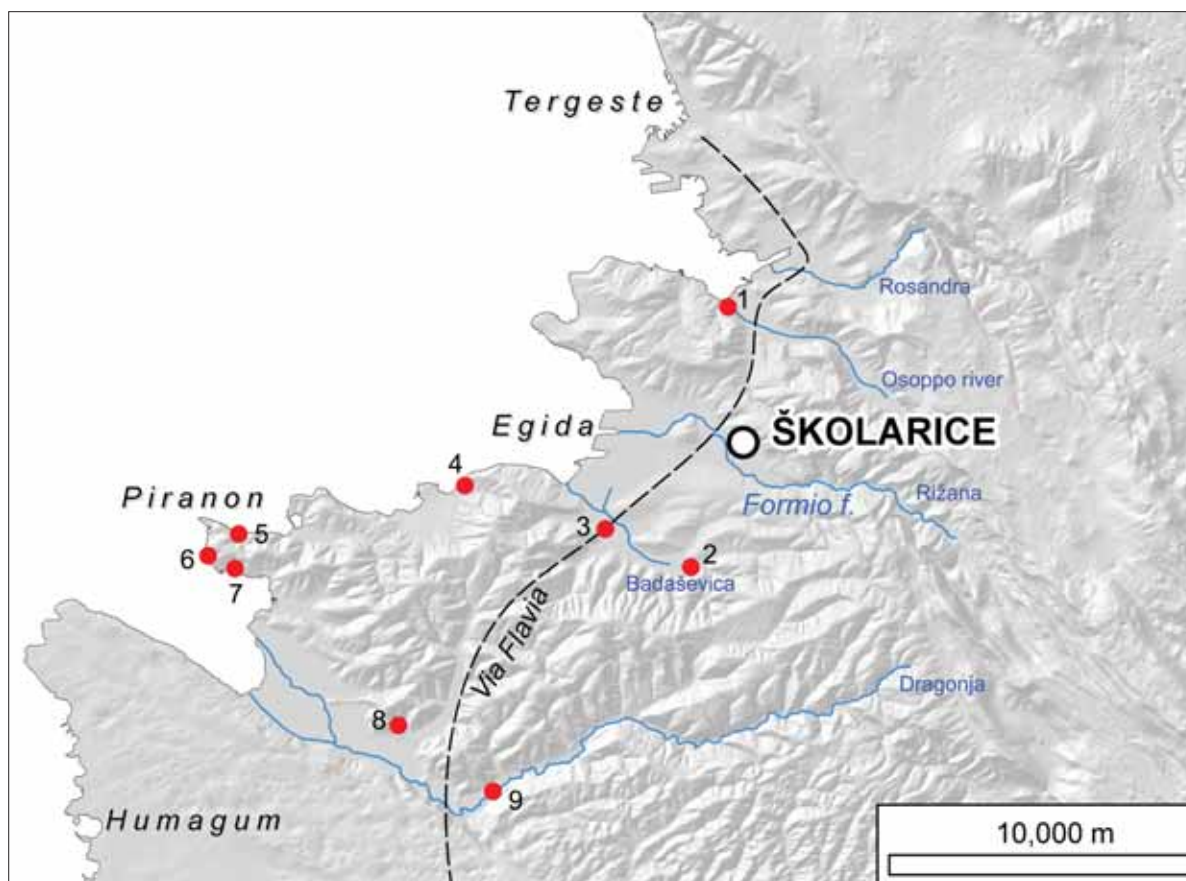 Tergeste
Rosandra
1
Osoppo river
Egida
ŠKOLARICE
4
Piranon
Rižana
Formio f.
3
5
6
2
7
Badaševica
Via Flavia
Dragonja
8
9
Humagum
10,000 m